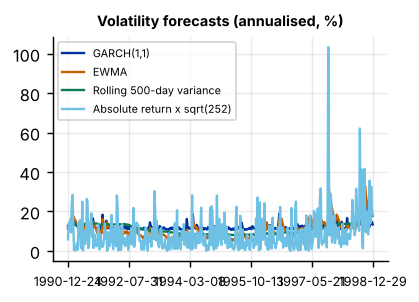 Volatility forecasts (annualised, %)
GARCH(1,1)
EWMA
Rolling 500-day variance
Absolute return x sqrt(252)
100
80
60
40
20
0
1990-12-24 1992-07-31 1994-03-08 1995-10-13 1997-05-21 1998-12-29